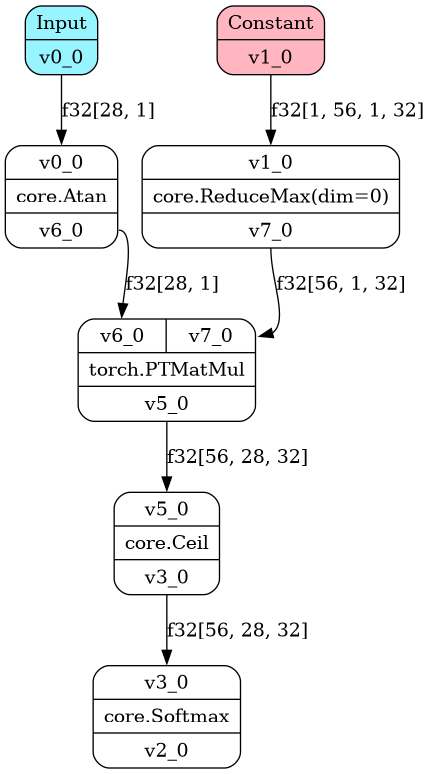 Input
v0_0
Constant
v1_0
f32[28, 1]
f32[1, 56, 1, 32]
v0_0
core.Atan
v6_0
v1_0
core.ReduceMax(dim=0)
v7_0
f32[28, 1]
f32[56, 1, 32]
v6_0 v7_0
torch.PTMatMul
v5_0
f32[56, 28, 32]
v5_0
core.Ceil
v3_0
f32[56, 28, 32]
v3_0
core.Softmax
v2_0